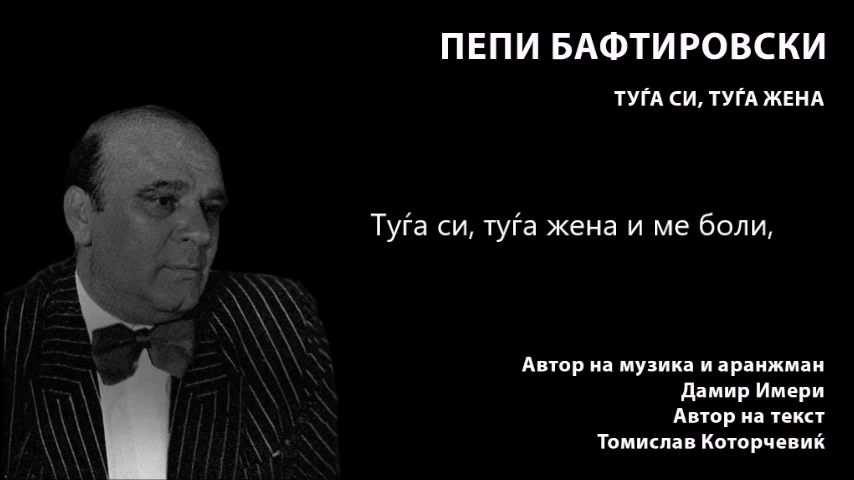 ПЕПИ БАФТИРОВСКИ
ТУЃА СИ, ТУЃА ЖЕНА
Туѓа си, туѓа жена и ме боли,
Автор на музика и аранжман
Дамир Имери
Автор на текст
Томислав Которчевиќ